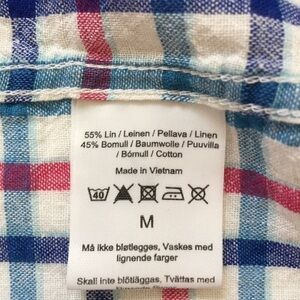 55% Lin / Leinen / Pellava / Linen
45% Bomull / Baumwolle / Puuvilla
/ Bómull / Cotton
Made in Vietnam
40
M
Må ikke bløtlegges, Vaskes med
lignende farger
Skall inte blötläggas, Tvättas med